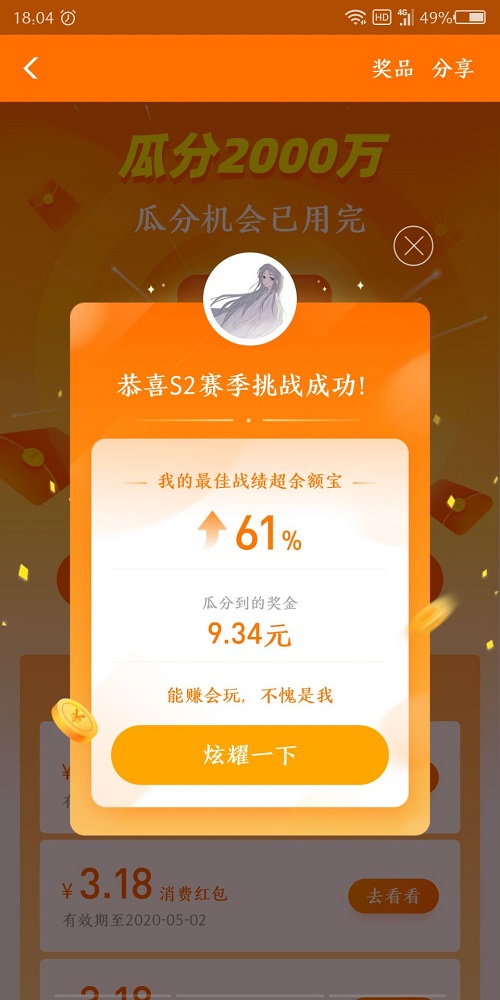 18:04 HD 4G 49%
奖品 分享
瓜分2000万
瓜分机会已用完
恭喜S2赛季挑战成功!
我的最佳战绩超余额宝
61%
瓜分到的奖金
9.34元
能赚会玩,不愧是我
炫耀一下
¥
有
¥3.18 消费红包 去看看
有效期至2020-05-02